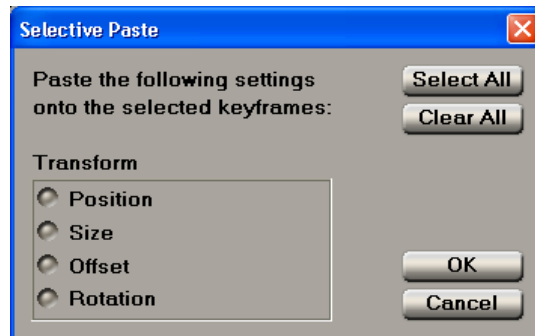 Selective Paste
Paste the following settings
onto the selected keyframes:
Select All
Clear All
Transform
Position
Size
Offset
Rotation
OK
Cancel